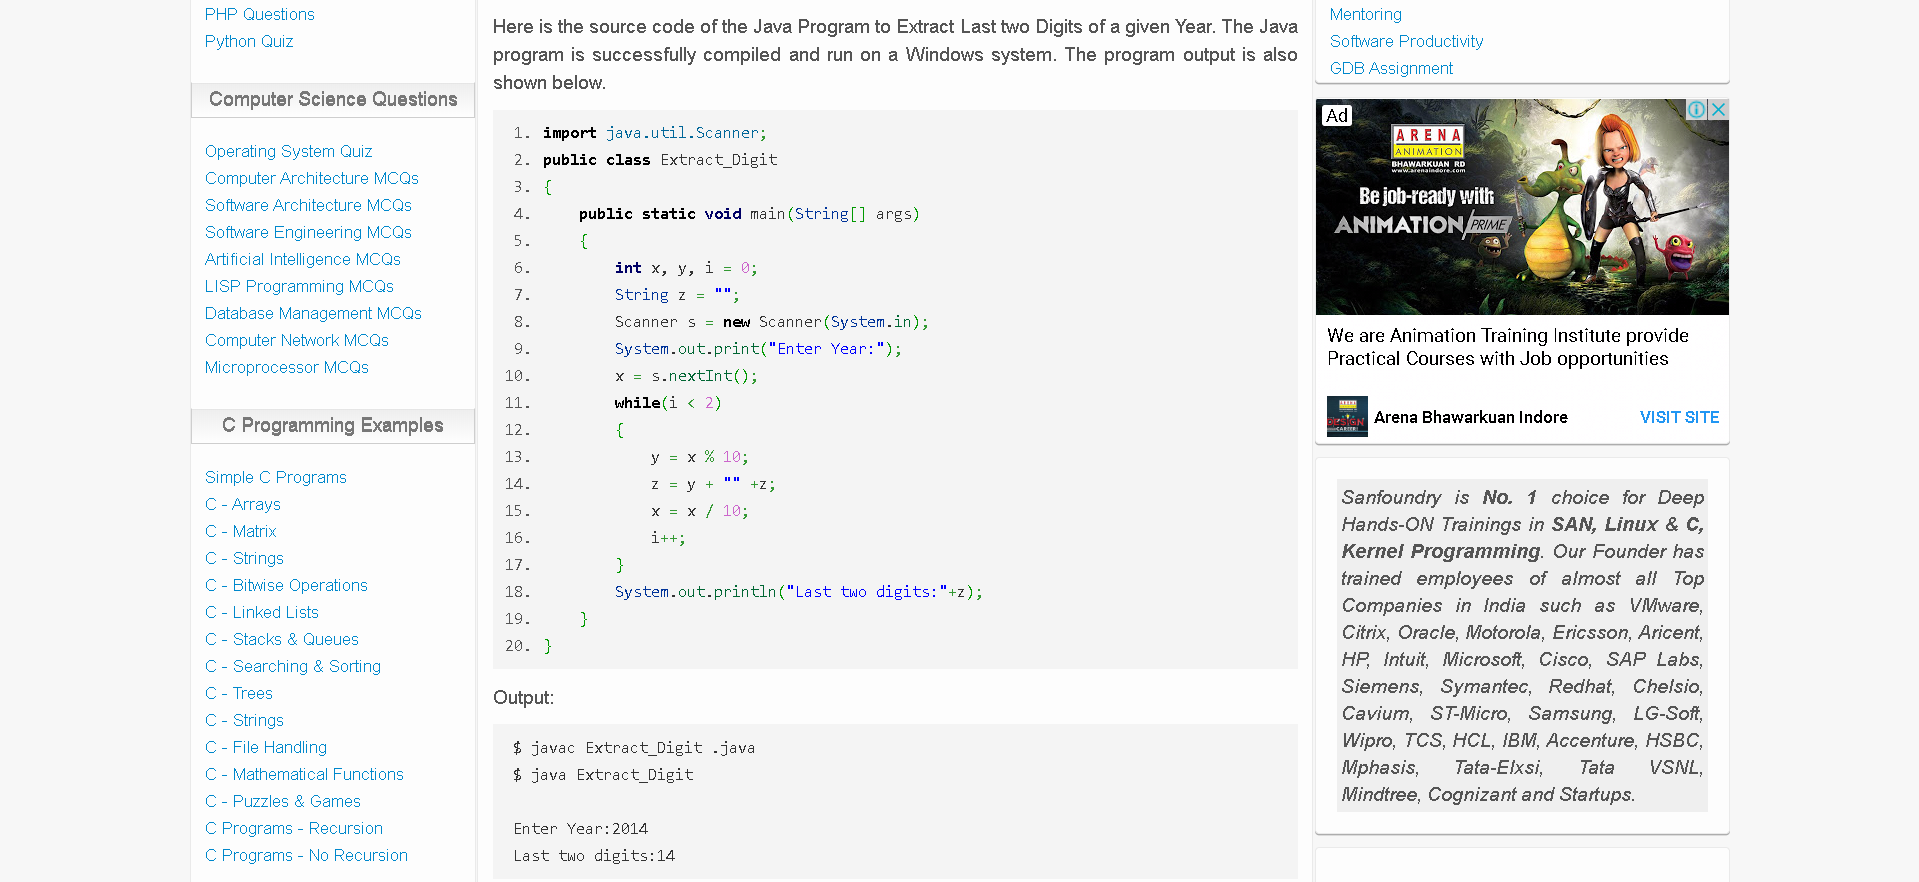 PHP Questions
Python Quiz
Computer Science Questions
Operating System Quiz
Computer Architecture MCQs
Software Architecture MCQs
Software Engineering MCQs
Artificial Intelligence MCQs
LISP Programming MCQs
Database Management MCQs
Computer Network MCQs
Microprocessor MCQs
C Programming Examples
Simple C Programs
C - Arrays
C - Matrix
C - Strings
C - Bitwise Operations
C - Linked Lists
C - Stacks & Queues
C - Searching & Sorting
C - Trees
C - Strings
C - File Handling
C - Mathematical Functions
C - Puzzles & Games
C Programs - Recursion
C Programs - No Recursion
Here is the source code of the Java Program to Extract Last two Digits of a given Year. The Java
program is successfully compiled and run on a Windows system. The program output is also
shown below.
1. import java.util.Scanner;
2. public class Extract_Digit
3. {
4.     public static void main(String[] args)
5.     {
6.         int x, y, i = 0;
7.         String z = "";
8.         Scanner s = new Scanner(System.in);
9.         System.out.print("Enter Year:");
10.         x = s.nextInt();
11.         while(i < 2)
12.         {
13.             y = x % 10;
14.             z = y + "" +z;
15.             x = x / 10;
16.             i++;
17.         }
18.         System.out.println("Last two digits:"+z);
19.     }
20. }
Output:
$ javac Extract_Digit .java
$ java Extract_Digit
Enter Year:2014
Last two digits:14
Mentoring
Software Productivity
GDB Assignment
Ad
ARENA
ANIMATION
BHAWARKUAN RD
www.arenaindore.com
Be job-ready with
ANIMATION PRIME
We are Animation Training Institute provide
Practical Courses with Job opportunities
Arena Bhawarkuan Indore
VISIT SITE
Sanfoundry is No. 1 choice for Deep
Hands-ON Trainings in SAN, Linux & C,
Kernel Programming. Our Founder has
trained employees of almost all Top
Companies in India such as VMware,
Citrix, Oracle, Motorola, Ericsson, Aricent,
HP, Intuit, Microsoft, Cisco, SAP Labs,
Siemens, Symantec, Redhat, Chelsio,
Cavium, ST-Micro, Samsung, LG-Soft,
Wipro, TCS, HCL, IBM, Accenture, HSBC,
Mphasis, Tata-Elxsi, Tata VSNL,
Mindtree, Cognizant and Startups.